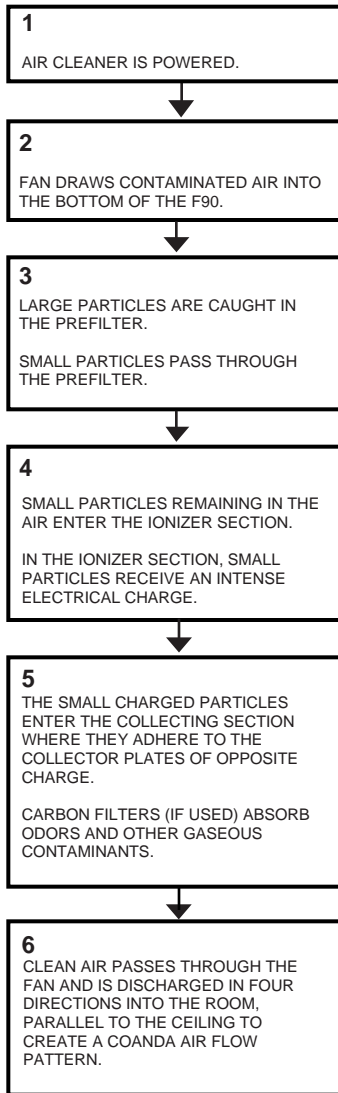 1
AIR CLEANER IS POWERED.
2
FAN DRAWS CONTAMINATED AIR INTO
THE BOTTOM OF THE F90.
3
LARGE PARTICLES ARE CAUGHT IN
THE PREFILTER.
SMALL PARTICLES PASS THROUGH
THE PREFILTER.
4
SMALL PARTICLES REMAINING IN THE
AIR ENTER THE IONIZER SECTION.
IN THE IONIZER SECTION, SMALL
PARTICLES RECEIVE AN INTENSE
ELECTRICAL CHARGE.
5
THE SMALL CHARGED PARTICLES
ENTER THE COLLECTING SECTION
WHERE THEY ADHERE TO THE
COLLECTOR PLATES OF OPPOSITE
CHARGE.
CARBON FILTERS (IF USED) ABSORB
ODORS AND OTHER GASEOUS
CONTAMINANTS.
6
CLEAN AIR PASSES THROUGH THE
FAN AND IS DISCHARGED IN FOUR
DIRECTIONS INTO THE ROOM,
PARALLEL TO THE CEILING TO
CREATE A COANDA AIR FLOW
PATTERN.